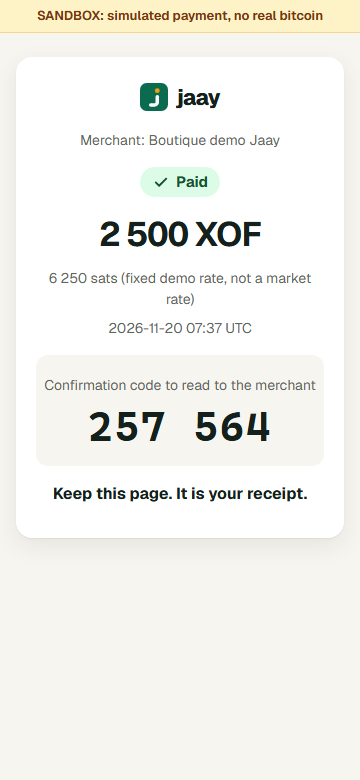 SANDBOX: simulated payment, no real bitcoin
jaay
Merchant: Boutique demo Jaay
Paid
2 500 XOF
6 250 sats (fixed demo rate, not a market
rate)
2026-11-20 07:37 UTC
Confirmation code to read to the merchant
257 564
Keep this page. It is your receipt.